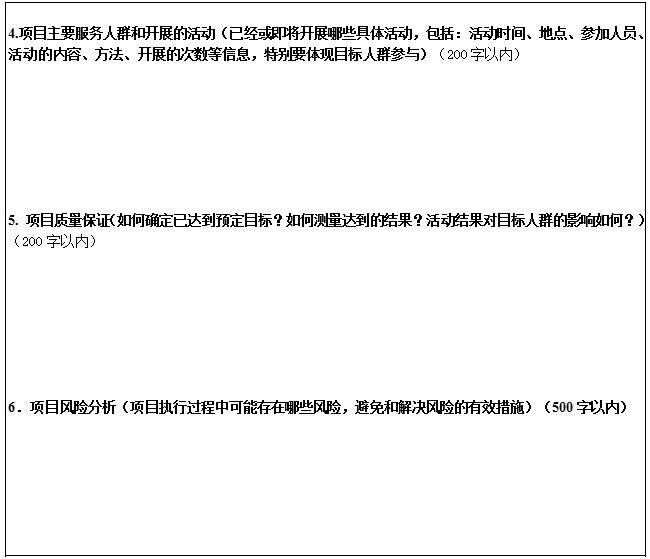 4.项目主要服务人群和开展的活动（已经或即将开展哪些具体活动，包括：活动时间、地点、参加人员、
活动的内容、方法、开展的次数等信息，特别要体现目标人群参与）（200 字以内）
5. 项目质量保证（如何确定已达到预定目标？如何测量达到的结果？活动结果对目标人群的影响如何？）
（200 字以内）
6．项目风险分析（项目执行过程中可能存在哪些风险，避免和解决风险的有效措施）（500 字以内）